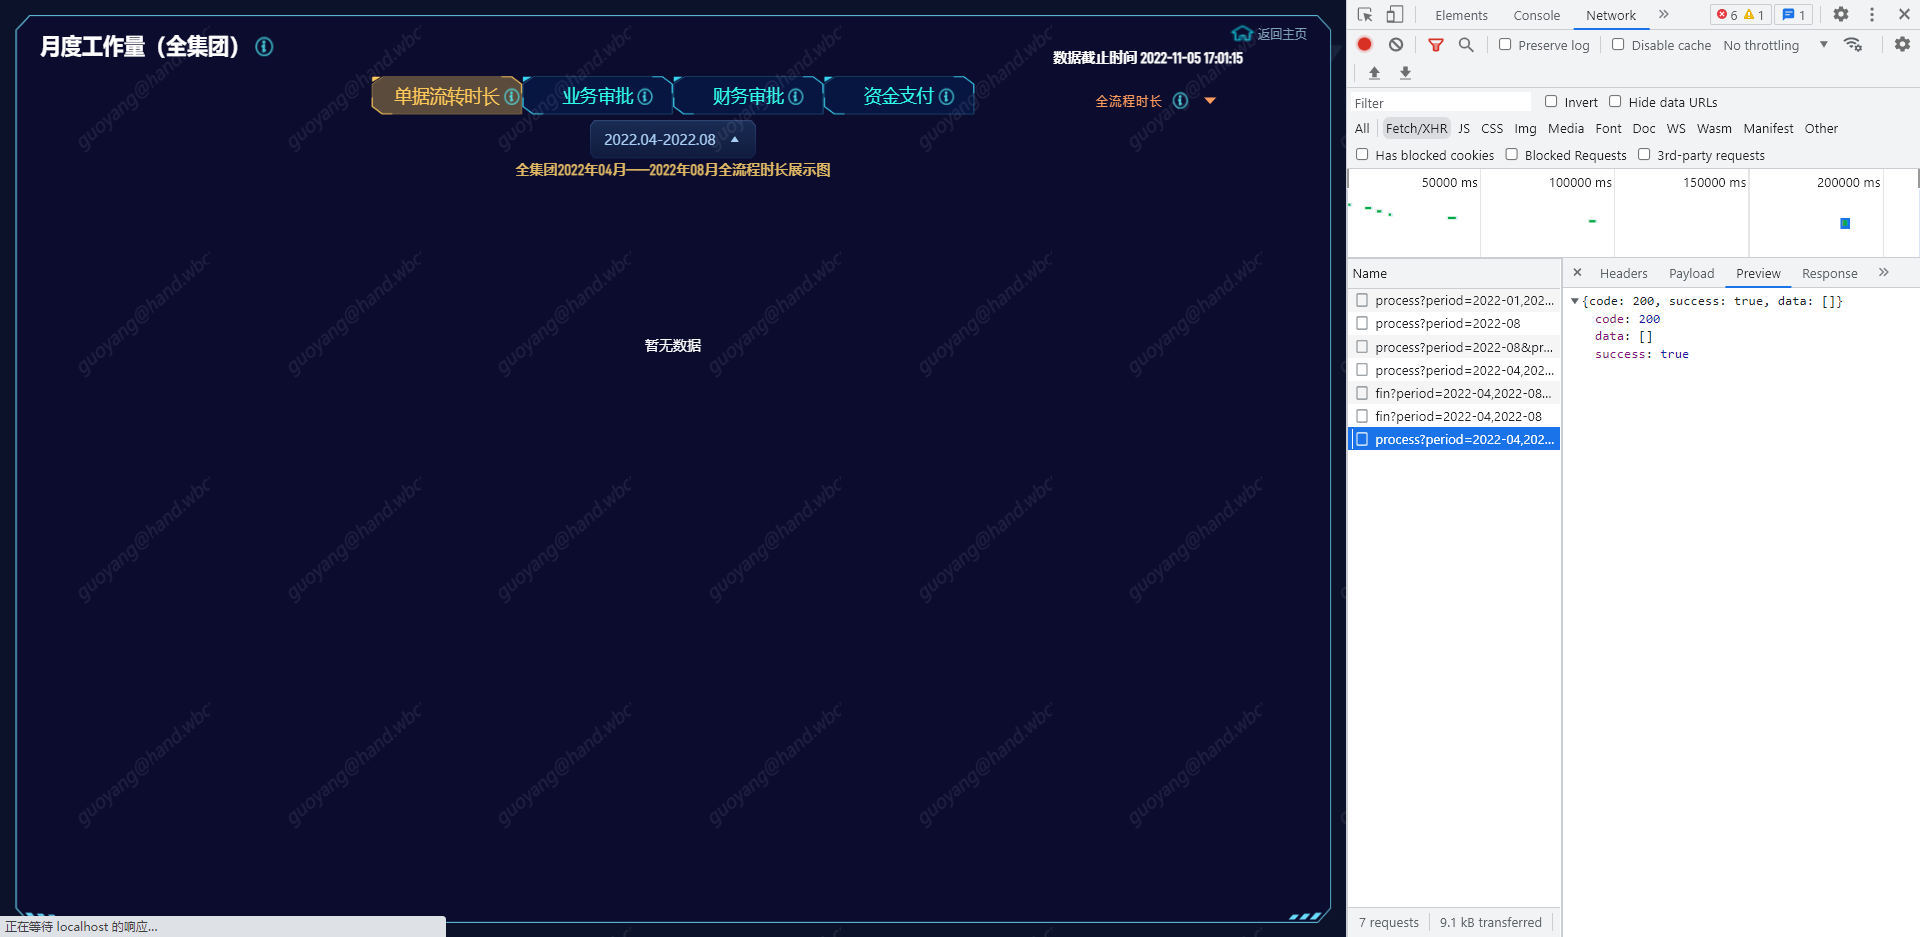 月度工作量（全集团）
返回主页
数据截止时间 2022-11-05 17:01:15
单据流转时长
业务审批
财务审批
资金支付
全流程时长
2022.04-2022.08
全集团2022年04月——2022年08月全流程时长展示图
暂无数据
guoyang@hand.wbc
正在等待 localhost 的响应...
Elements Console Network 6 1 1
Preserve log Disable cache No throttling
Filter Invert Hide data URLs
All Fetch/XHR JS CSS Img Media Font Doc WS Wasm Manifest Other
Has blocked cookies Blocked Requests 3rd-party requests
50000 ms 100000 ms 150000 ms 200000 ms
Name
process?period=2022-01,202...
process?period=2022-08
process?period=2022-08&pr...
process?period=2022-04,202...
fin?period=2022-04,2022-08...
fin?period=2022-04,2022-08
process?period=2022-04,202...
Headers Payload Preview Response
{code: 200, success: true, data: []}
code: 200
data: []
success: true
7 requests 9.1 kB transferred